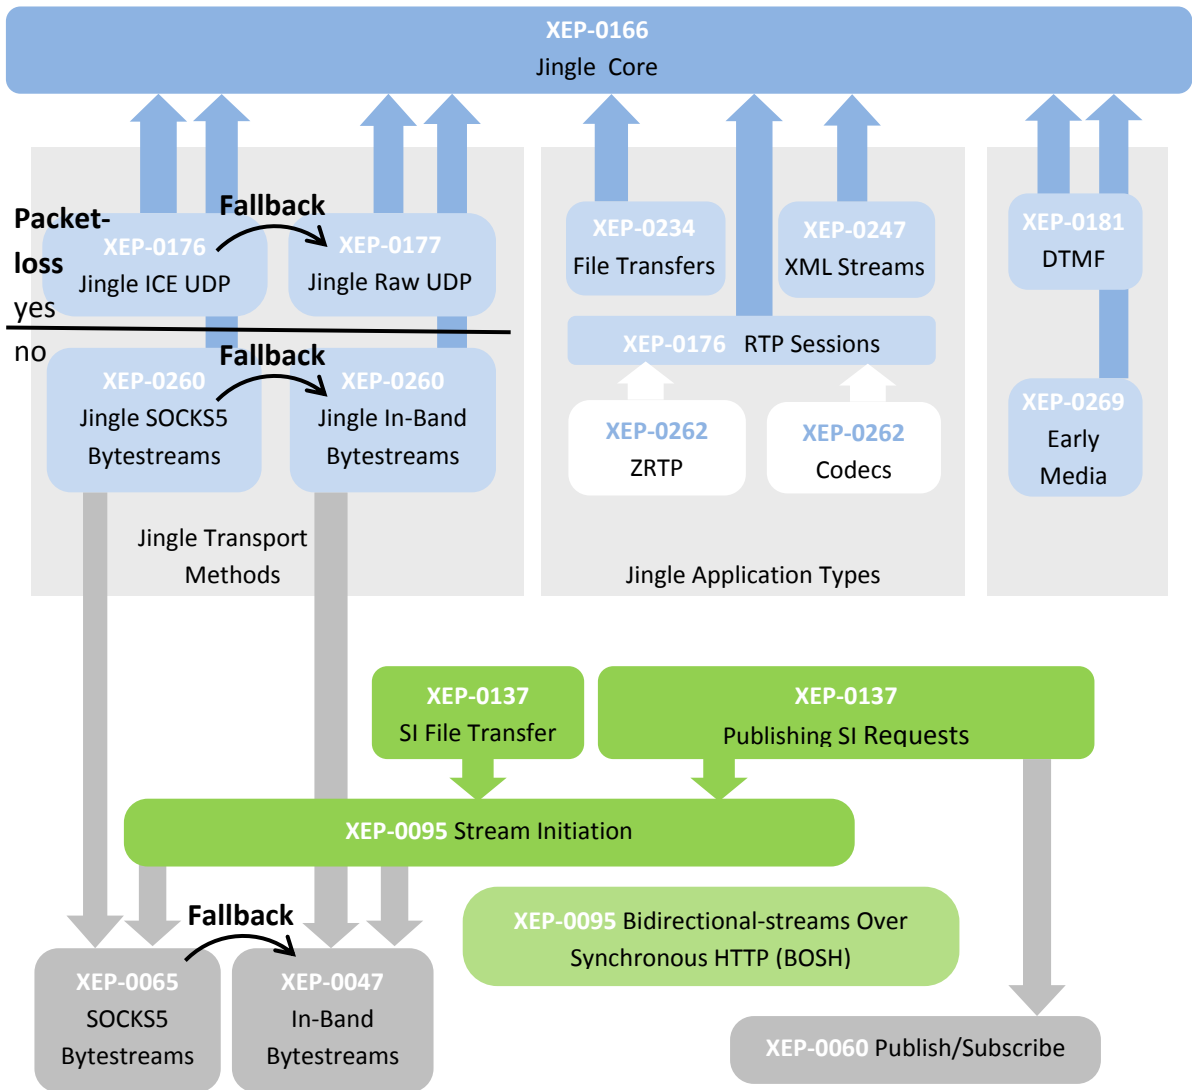 XEP-0166
Jingle Core
Packet-
loss
yes
no
Fallback
XEP-0176
Jingle ICE UDP
XEP-0177
Jingle Raw UDP
Fallback
XEP-0260
Jingle SOCKS5
Bytestreams
XEP-0260
Jingle In-Band
Bytestreams
Jingle Transport
Methods
XEP-0234
File Transfers
XEP-0247
XML Streams
XEP-0176 RTP Sessions
XEP-0262
ZRTP
XEP-0262
Codecs
Jingle Application Types
XEP-0181
DTMF
XEP-0269
Early
Media
XEP-0137
SI File Transfer
XEP-0137
Publishing SI Requests
XEP-0095 Stream Initiation
XEP-0095 Bidirectional-streams Over
Synchronous HTTP (BOSH)
Fallback
XEP-0065
SOCKS5
Bytestreams
XEP-0047
In-Band
Bytestreams
XEP-0060 Publish/Subscribe